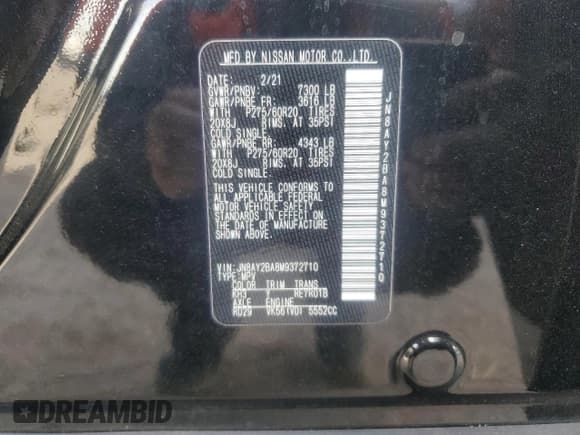 MFD BY NISSAN MOTOR CO.,LTD.
DATE: 2/21
GVWR/PNBV: 7300 LB
GAWR/PNBE FR: 3616 LB
WITH P275/60R20 TIRES
20X8J RIMS, AT 35PSI
COLD SINGLE
GAWR/PNBE RR: 4343 LB
WITH P275/60R20 TIRES
20X8J RIMS, AT 35PSI
COLD SINGLE
THIS VEHICLE CONFORMS TO
ALL APPLICABLE FEDERAL
MOTOR VEHICLE SAFETY
STANDARDS IN EFFECT ON
THE DATE OF MANUFACTURE
SHOWN ABOVE.
VIN: JN8AY2BA8M9372710
TYPE: MPV
COLOR TRIM TRANS
KH3 RE7R01B
AXLE ENGINE
RD29 VK56(VD) 5552CC
JN8AY2BA8M9372710
DREAMBID